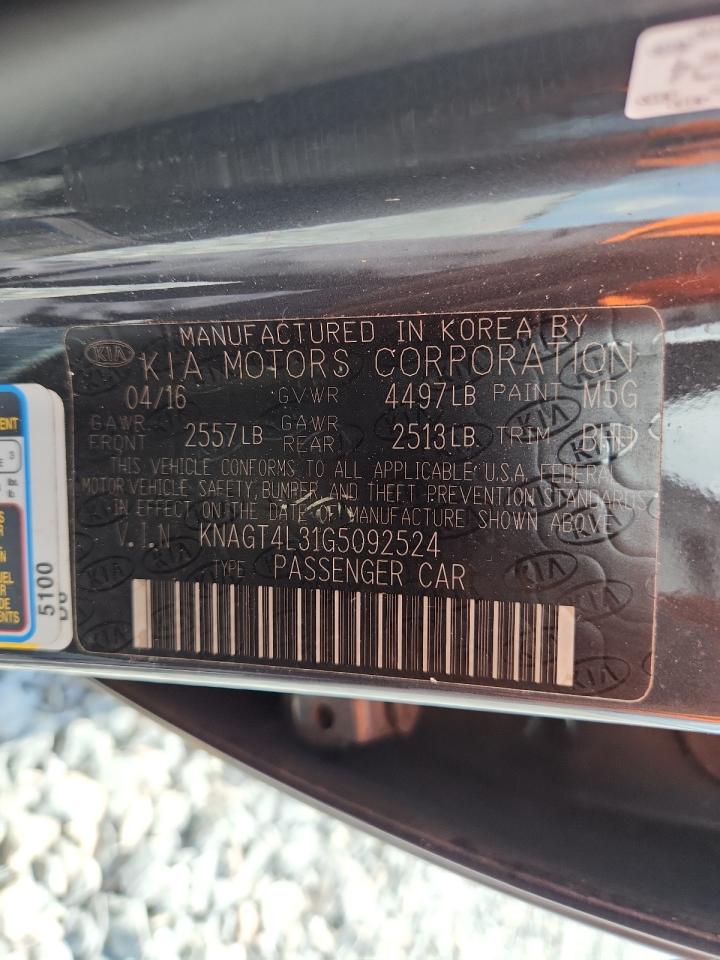 MANUFACTURED IN KOREA BY
KIA KIA MOTORS CORPORATION
04/16 GVWR 4497LB PAINT M5G
GAWR FRONT 2557LB GAWR REAR 2513LB TRIM
THIS VEHICLE CONFORMS TO ALL APPLICABLE U.S.A. FEDERAL
MOTOR VEHICLE SAFETY, BUMPER, AND THEFT PREVENTION STANDARDS
IN EFFECT ON THE DATE OF MANUFACTURE SHOWN ABOVE
V.I.N. KNAGT4L31G5092524
TYPE PASSENGER CAR
5100